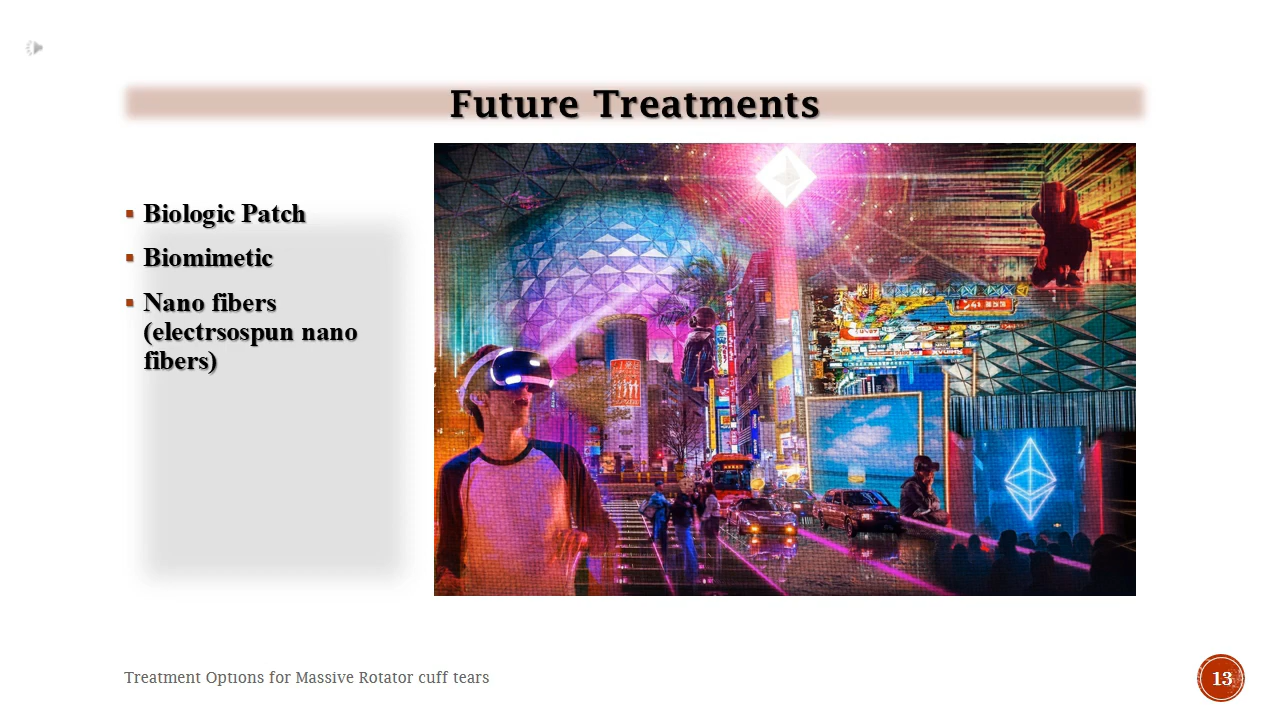 Future Treatments
Biologic Patch
Biomimetic
Nano fibers
(electrsospun nano
fibers)
Treatment Options for Massive Rotator cuff tears
13